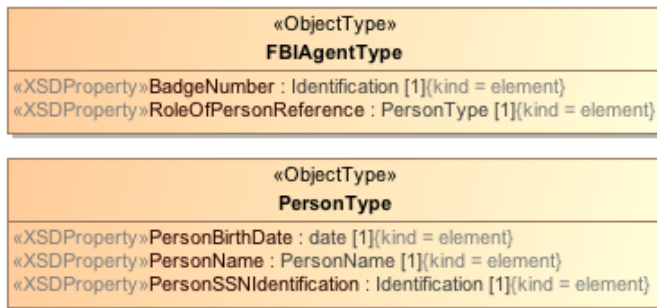 «ObjectType»
FBIAgentType
«XSDProperty»BadgeNumber : Identification [1]{kind = element}
«XSDProperty»RoleOfPersonReference : PersonType [1]{kind = element}
«ObjectType»
PersonType
«XSDProperty»PersonBirthDate : date [1]{kind = element}
«XSDProperty»PersonName : PersonName [1]{kind = element}
«XSDProperty»PersonSSNIdentification : Identification [1]{kind = element}